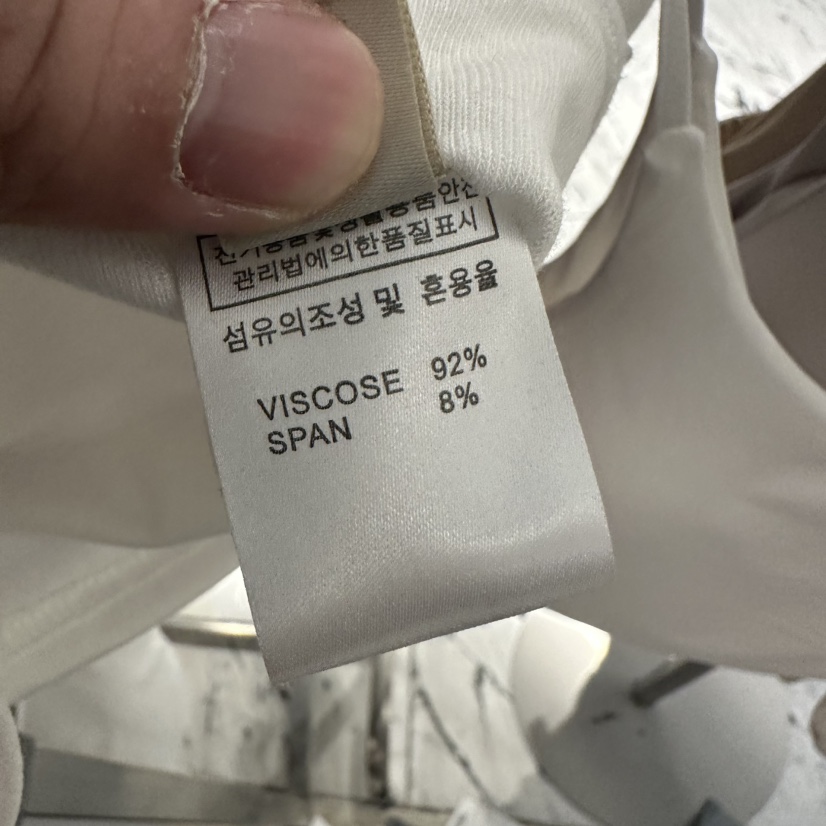 전기용품및생활용품안전
관리법에의한품질표시
섬유의조성 및 혼용율
VISCOSE 92%
SPAN 8%